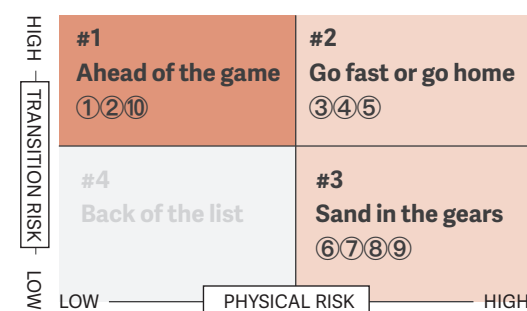 HIGH
TRANSITION RISK
LOW
#1
Ahead of the game
①②⑩
#2
Go fast or go home
③④⑤
#4
Back of the list
#3
Sand in the gears
⑥⑦⑧⑨
LOW
PHYSICAL RISK
HIGH